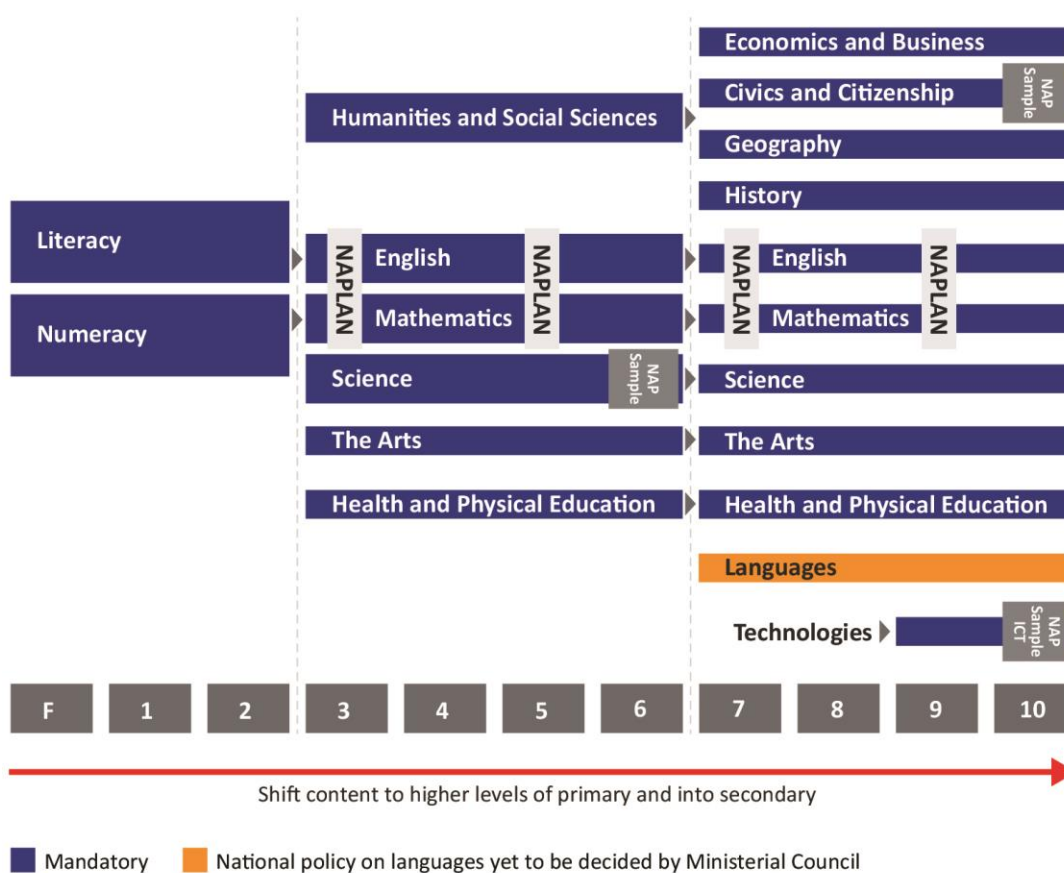 Economics and Business
Civics and Citizenship
NAP
Sample
Humanities and Social Sciences
Geography
History
Literacy
English
English
NAPLAN
NAPLAN
NAPLAN
NAPLAN
Numeracy
Mathematics
Mathematics
Science
NAP
Sample
Science
The Arts
The Arts
Health and Physical Education
Health and Physical Education
Languages
Technologies
NAP
Sample
ICT
F 1 2 3 4 5 6 7 8 9 10
Shift content to higher levels of primary and into secondary
Mandatory
National policy on languages yet to be decided by Ministerial Council